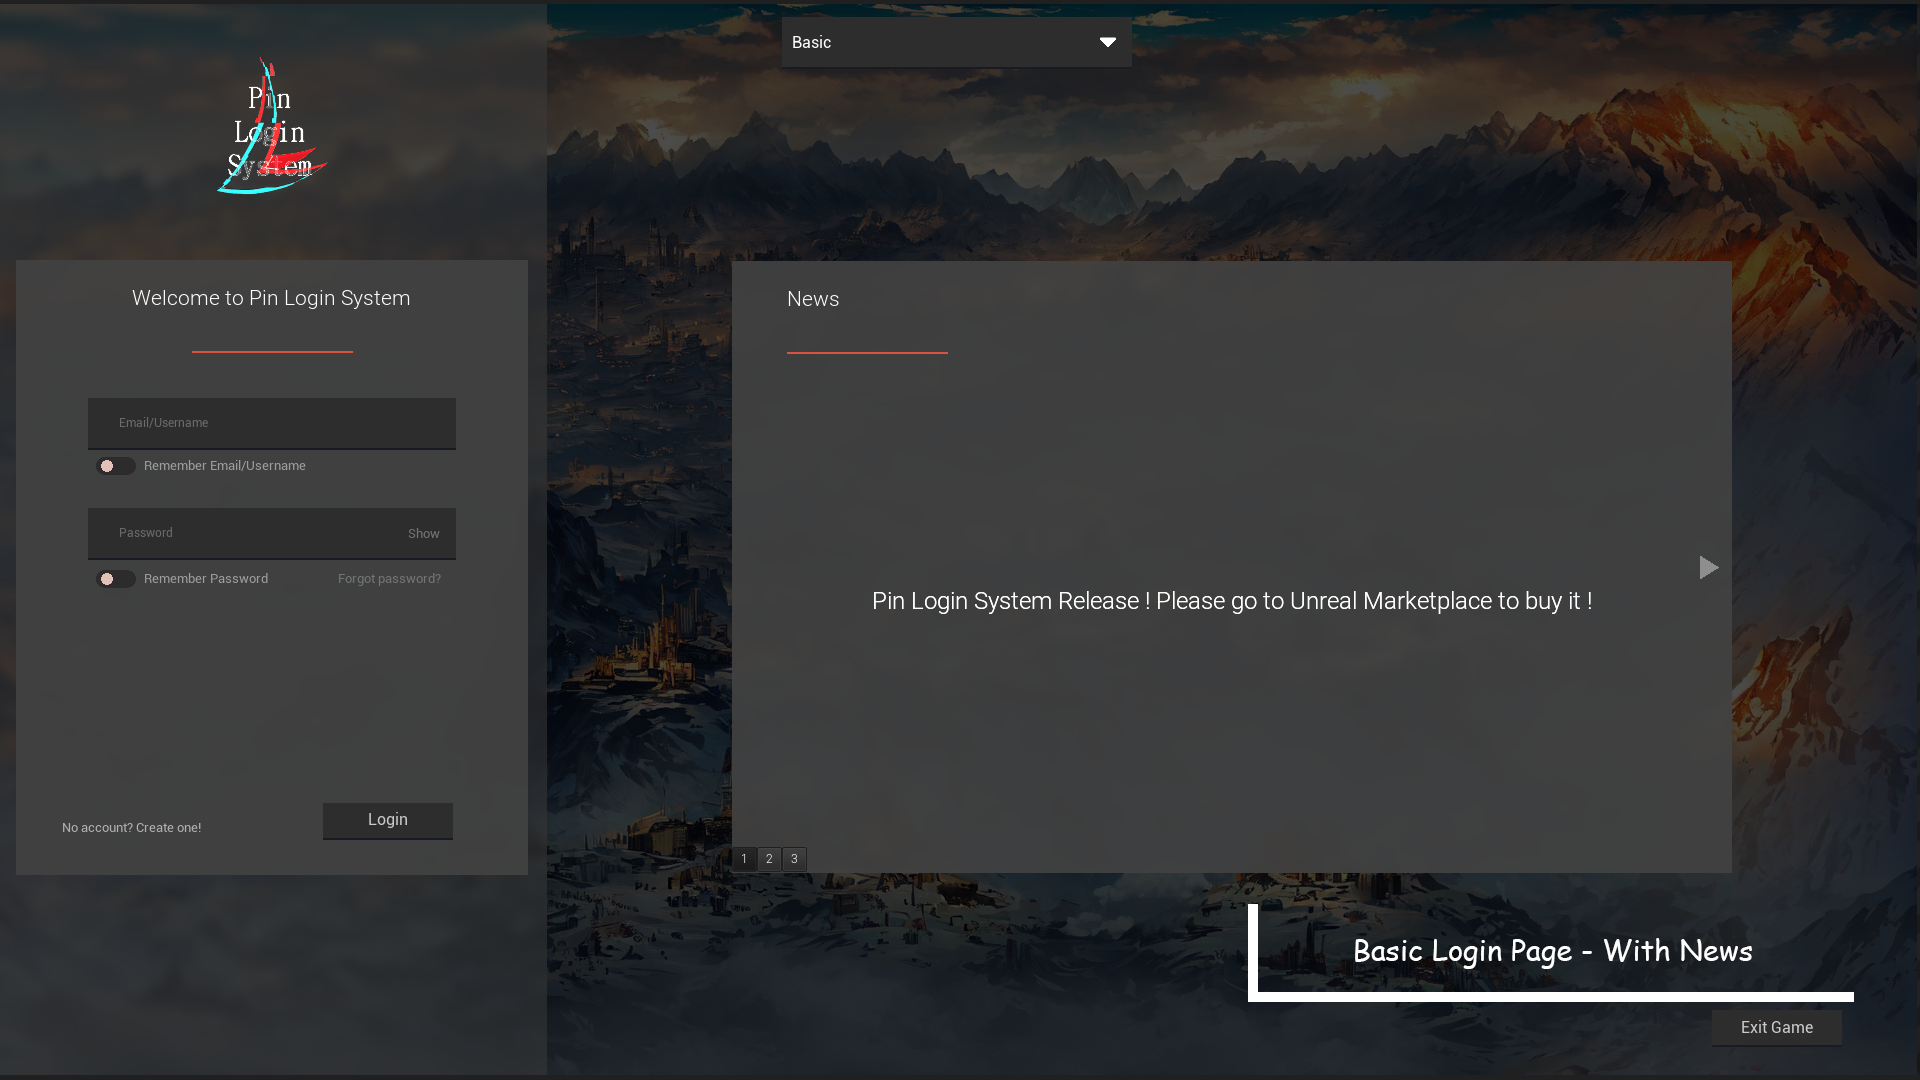 Basic
Pin
Login
System
Welcome to Pin Login System
Email/Username
Remember Email/Username
Password
Show
Remember Password
Forgot password?
No account? Create one!
Login
News
Pin Login System Release ! Please go to Unreal Marketplace to buy it !
1 2 3
Basic Login Page - With News
Exit Game